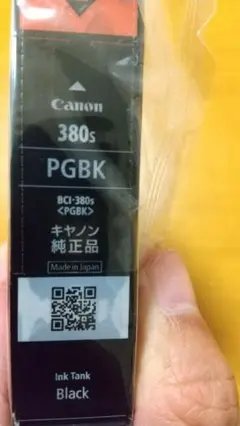 Canon
380s
PGBK
BCI-380s
<PGBK>
キヤノン
純正品
Made in Japan
Ink Tank
Black